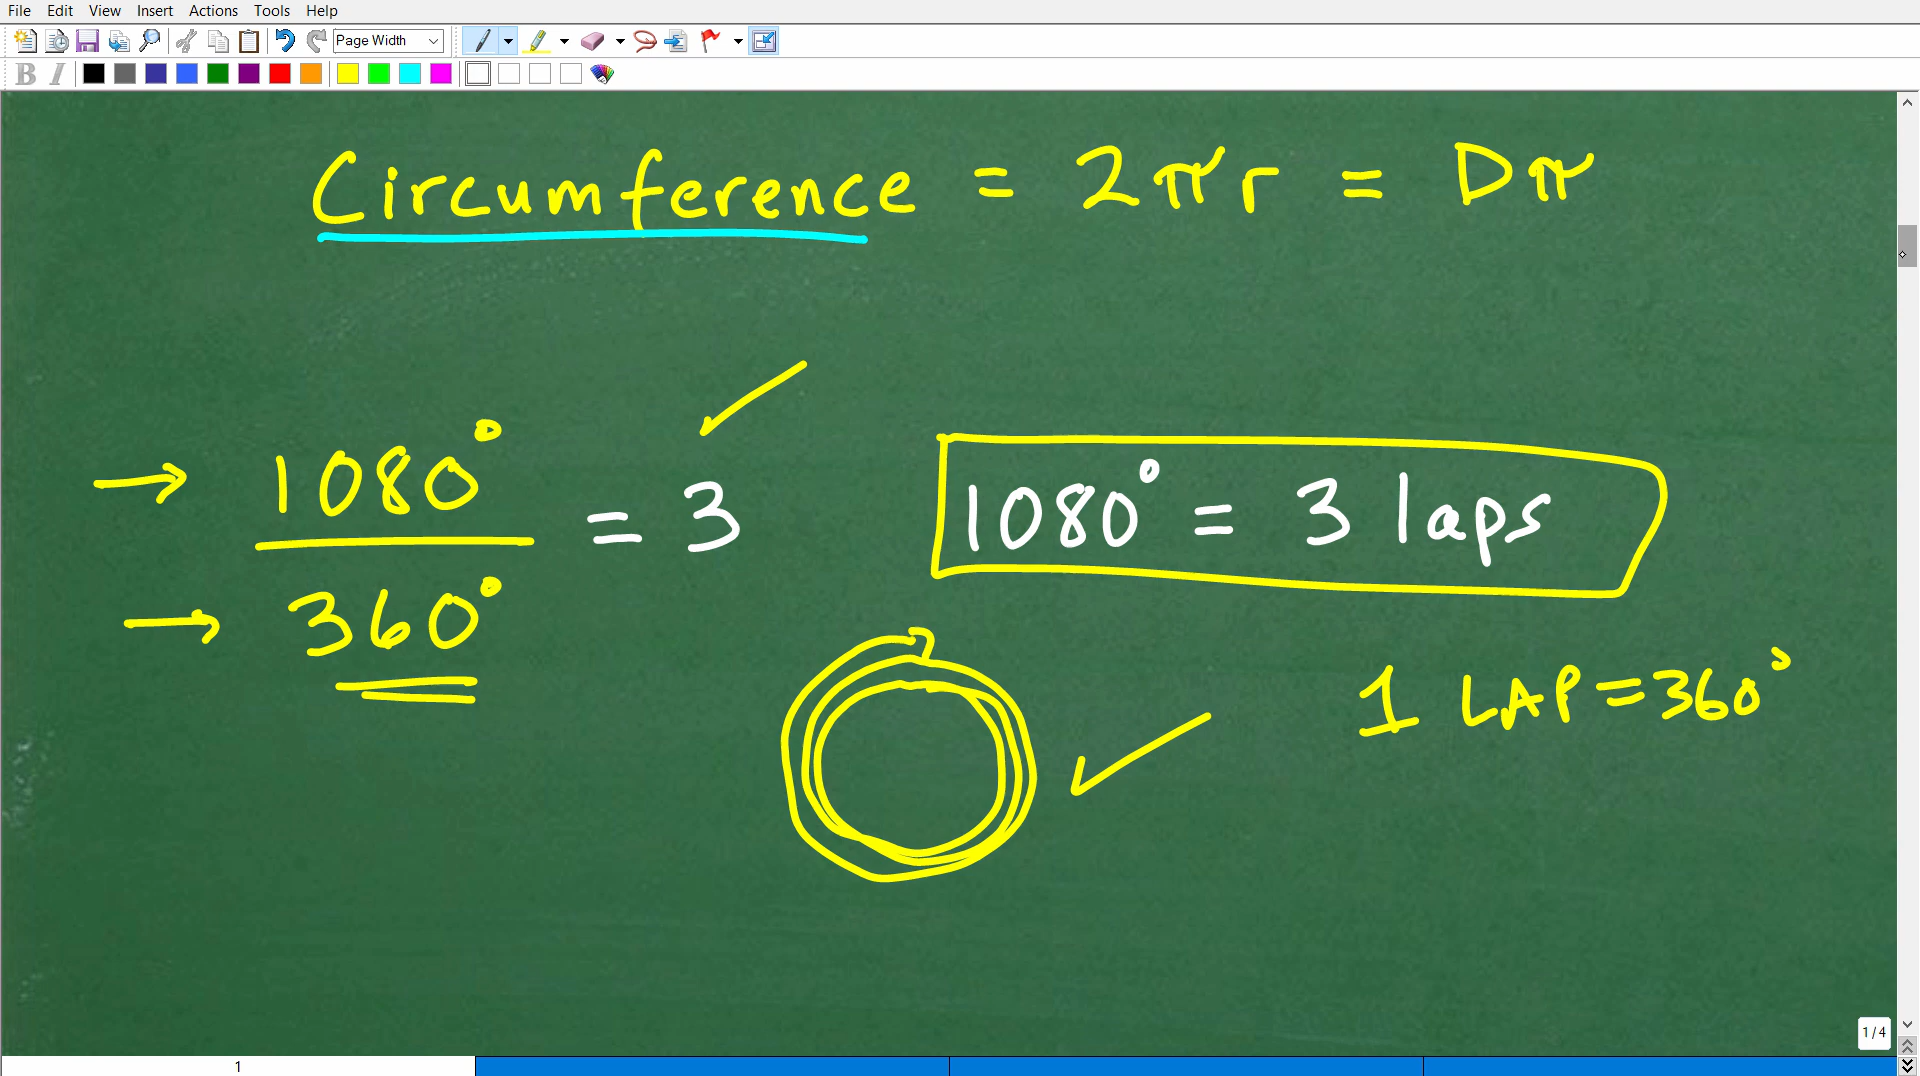 File Edit View Insert Actions Tools Help
Page Width
B I
Circumference = 2πr = Dπ
→ 1080° = 3
→ 360°
1080° = 3 laps
1 LAP = 360°
1 / 4
1